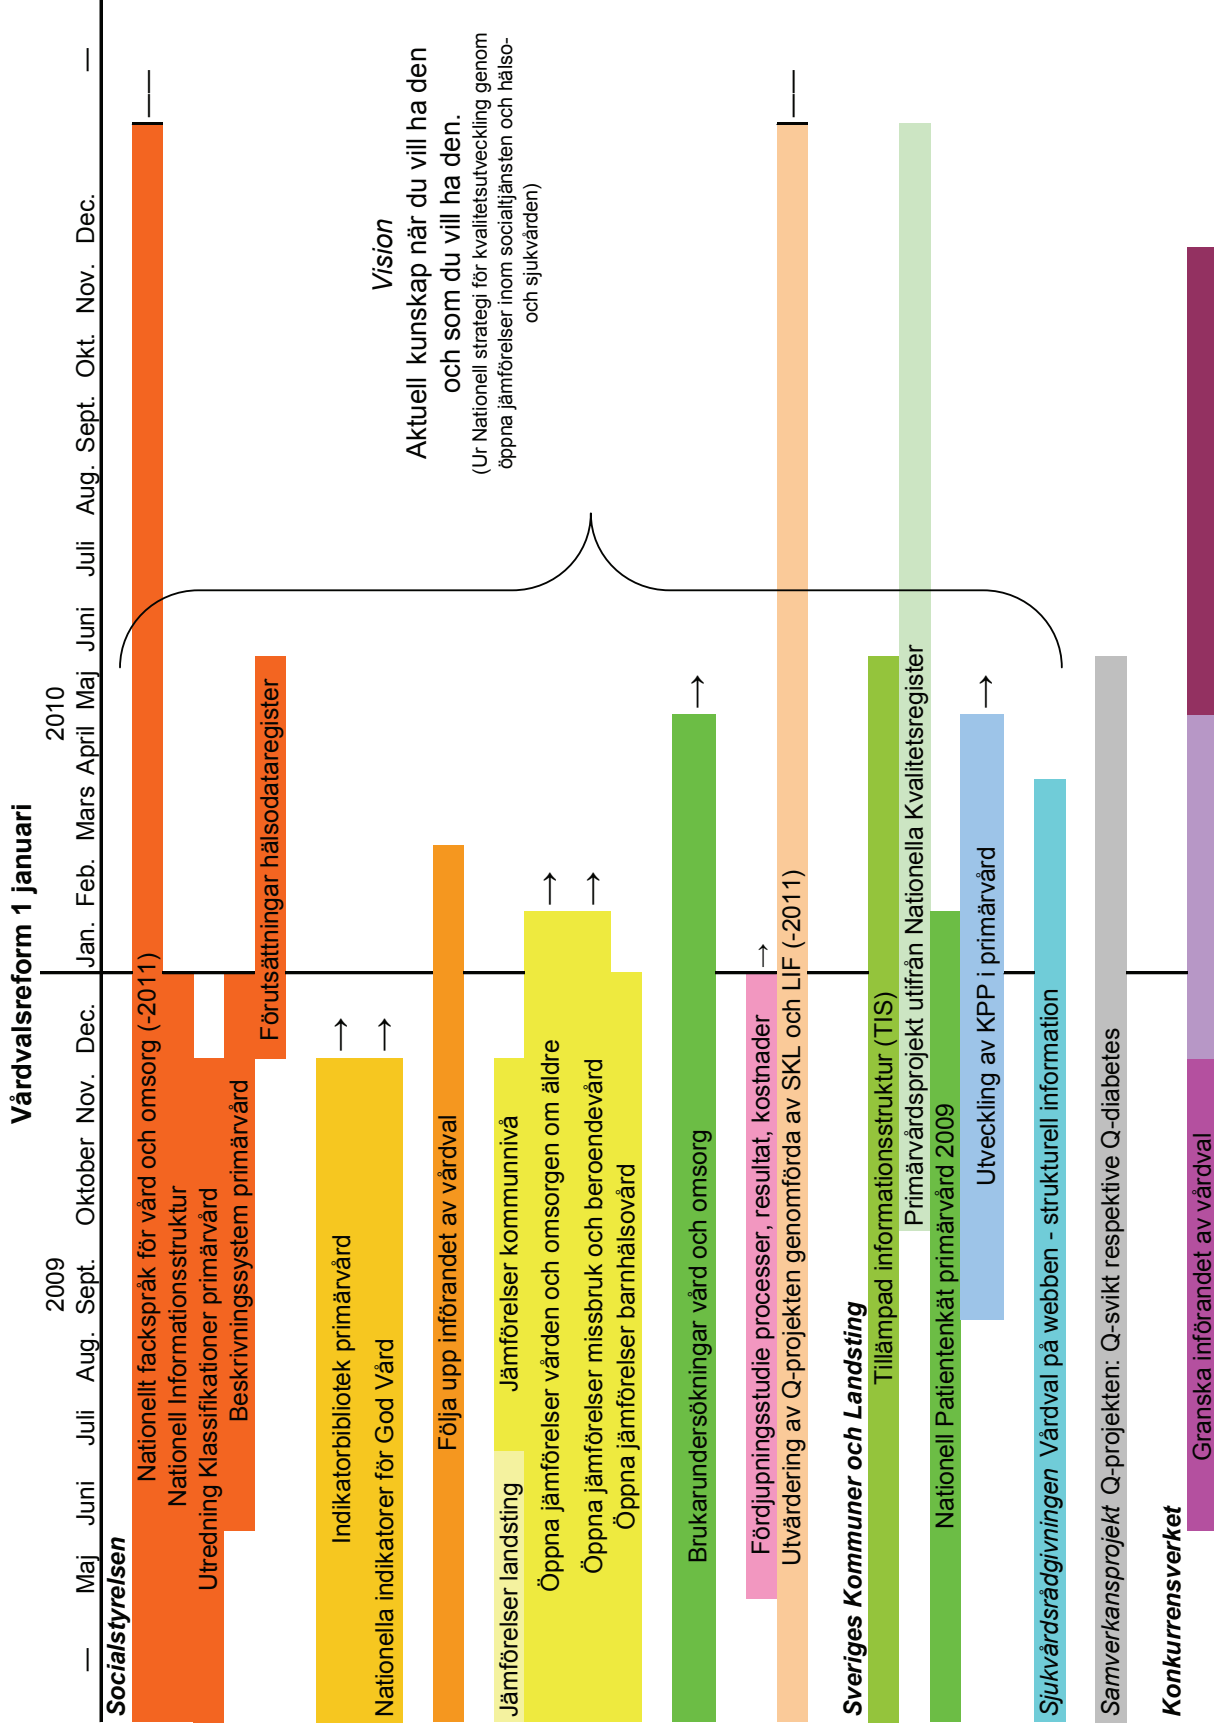 Vårdvalsreform 1 januari
2009
2010
— Maj Juni Juli Aug. Sept. Oktober Nov. Dec. Jan. Feb. Mars April Maj Juni Juli Aug. Sept. Okt. Nov. Dec. —
Socialstyrelsen
Nationellt fackspråk för vård och omsorg (-2011)
Nationell Informationsstruktur
Utredning Klassifikationer primärvård
Beskrivningssystem primärvård
Förutsättningar hälsodataregister
Indikatorbibliotek primärvård →
Nationella indikatorer för God Vård →
Följa upp införandet av vårdval
Jämförelser landsting
Jämförelser kommunnivå
Öppna jämförelser vården och omsorgen om äldre →
Öppna jämförelser missbruk och beroendevård →
Öppna jämförelser barnhälsovård
Brukarundersökningar vård och omsorg →
Fördjupningsstudie processer, resultat, kostnader →
Utvärdering av Q-projekten genomförda av SKL och LIF (-2011)
Vision
Aktuell kunskap när du vill ha den
och som du vill ha den.
(Ur Nationell strategi för kvalitetsutveckling genom
öppna jämförelser inom socialtjänsten och hälso-
och sjukvården)
Sveriges Kommuner och Landsting
Tillämpad informationsstruktur (TIS)
Primärvårdsprojekt utifrån Nationella Kvalitetsregister
Nationell Patientenkät primärvård 2009
Utveckling av KPP i primärvård →
Sjukvårdsrådgivningen Vårdval på webben - strukturell information
Samverkansprojekt Q-projekten: Q-svikt respektive Q-diabetes
Konkurrensverket
Granska införandet av vårdval